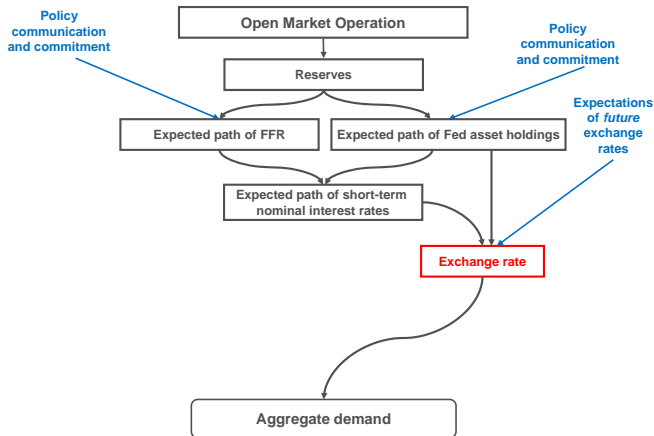 Policy
communication
and commitment
Open Market Operation
Policy
communication
and commitment
Reserves
Expectations
of future
exchange
rates
Expected path of FFR
Expected path of Fed asset holdings
Expected path of short-term
nominal interest rates
Exchange rate
Aggregate demand